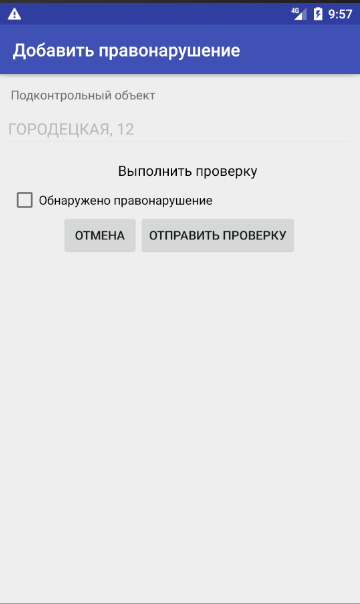 4G 9:57
Добавить правонарушение
Подконтрольный объект
ГОРОДЕЦКАЯ, 12
Выполнить проверку
Обнаружено правонарушение
ОТМЕНА ОТПРАВИТЬ ПРОВЕРКУ